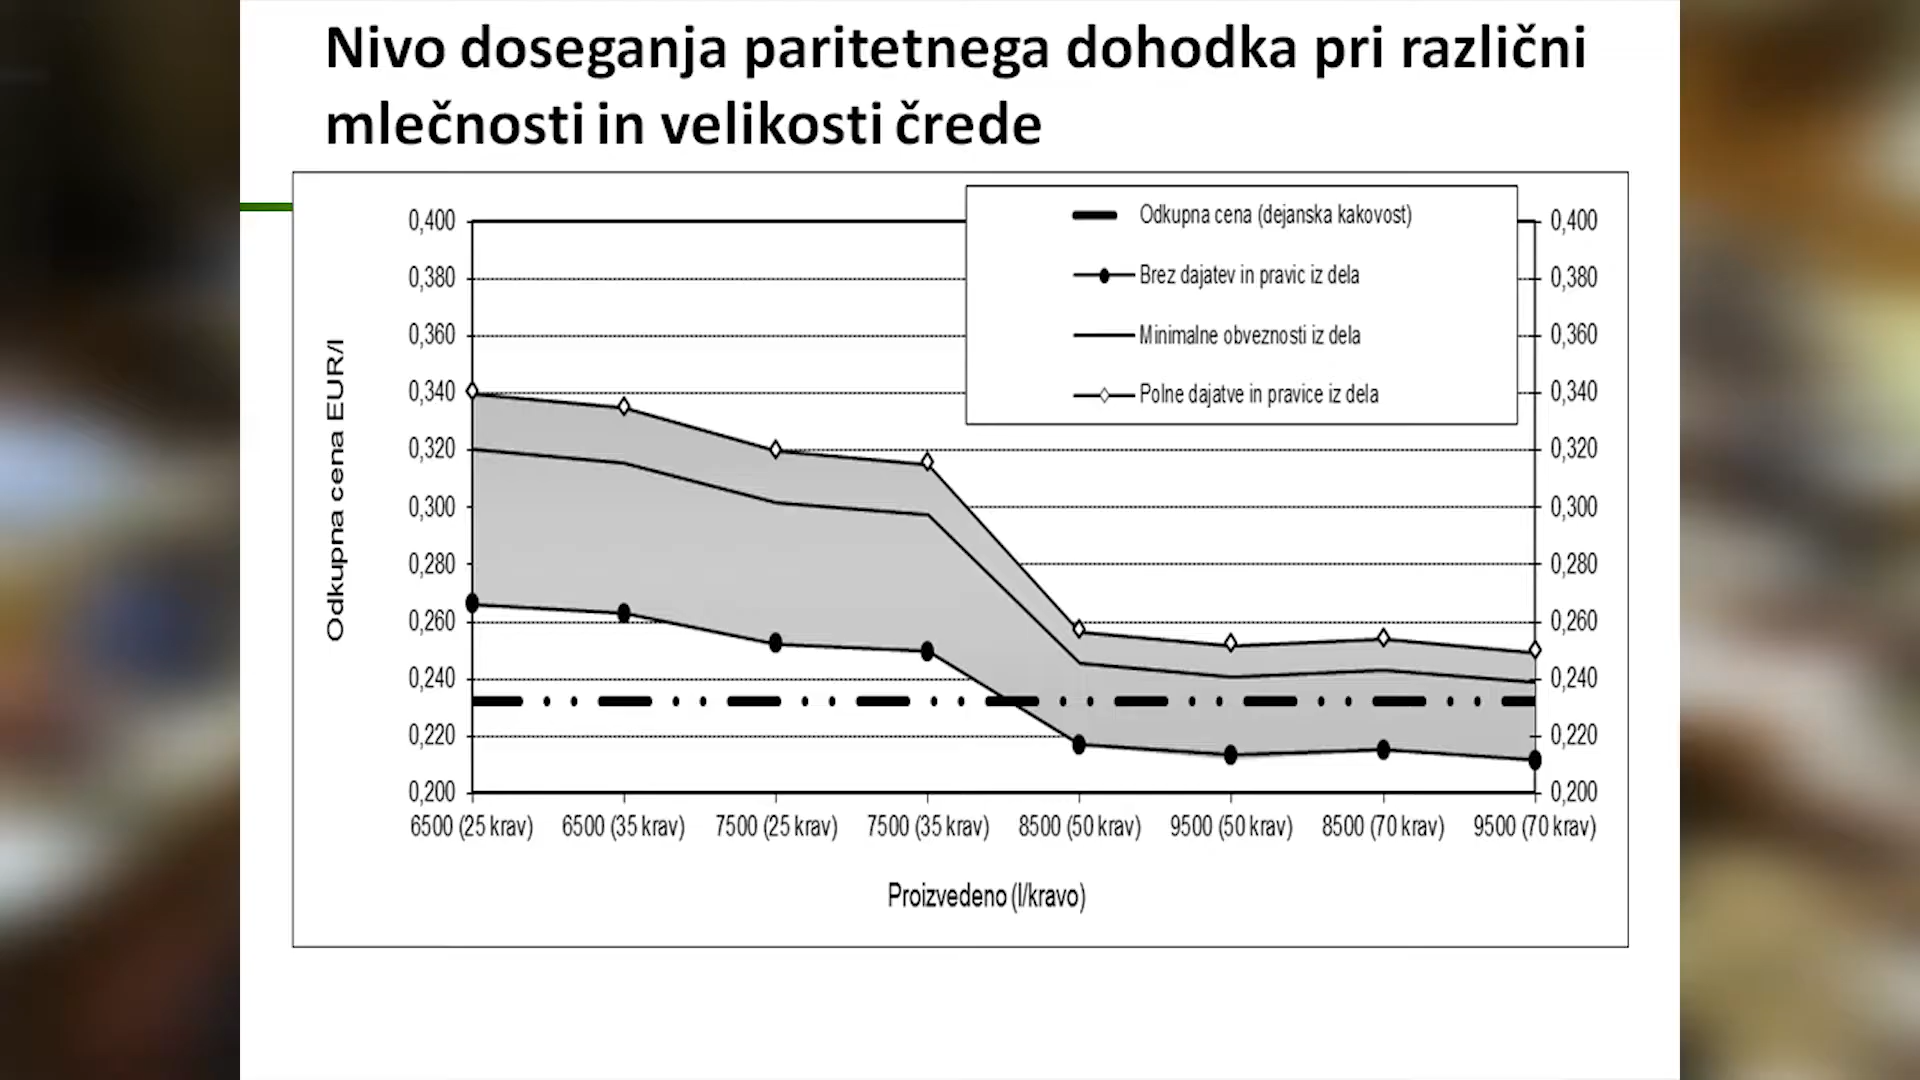 Nivo doseganja paritetnega dohodka pri različni
mlečnosti in velikosti črede
Odkupna cena (dejanska kakovost)
Brez dajatev in pravic iz dela
Minimalne obveznosti iz dela
Polne dajatve in pravice iz dela
Odkupna cena EUR/l
0,400
0,380
0,360
0,340
0,320
0,300
0,280
0,260
0,240
0,220
0,200
0,400
0,380
0,360
0,340
0,320
0,300
0,280
0,260
0,240
0,220
0,200
6500 (25 krav) 6500 (35 krav) 7500 (25 krav) 7500 (35 krav) 8500 (50 krav) 9500 (50 krav) 8500 (70 krav) 9500 (70 krav)
Proizvedeno (l/kravo)